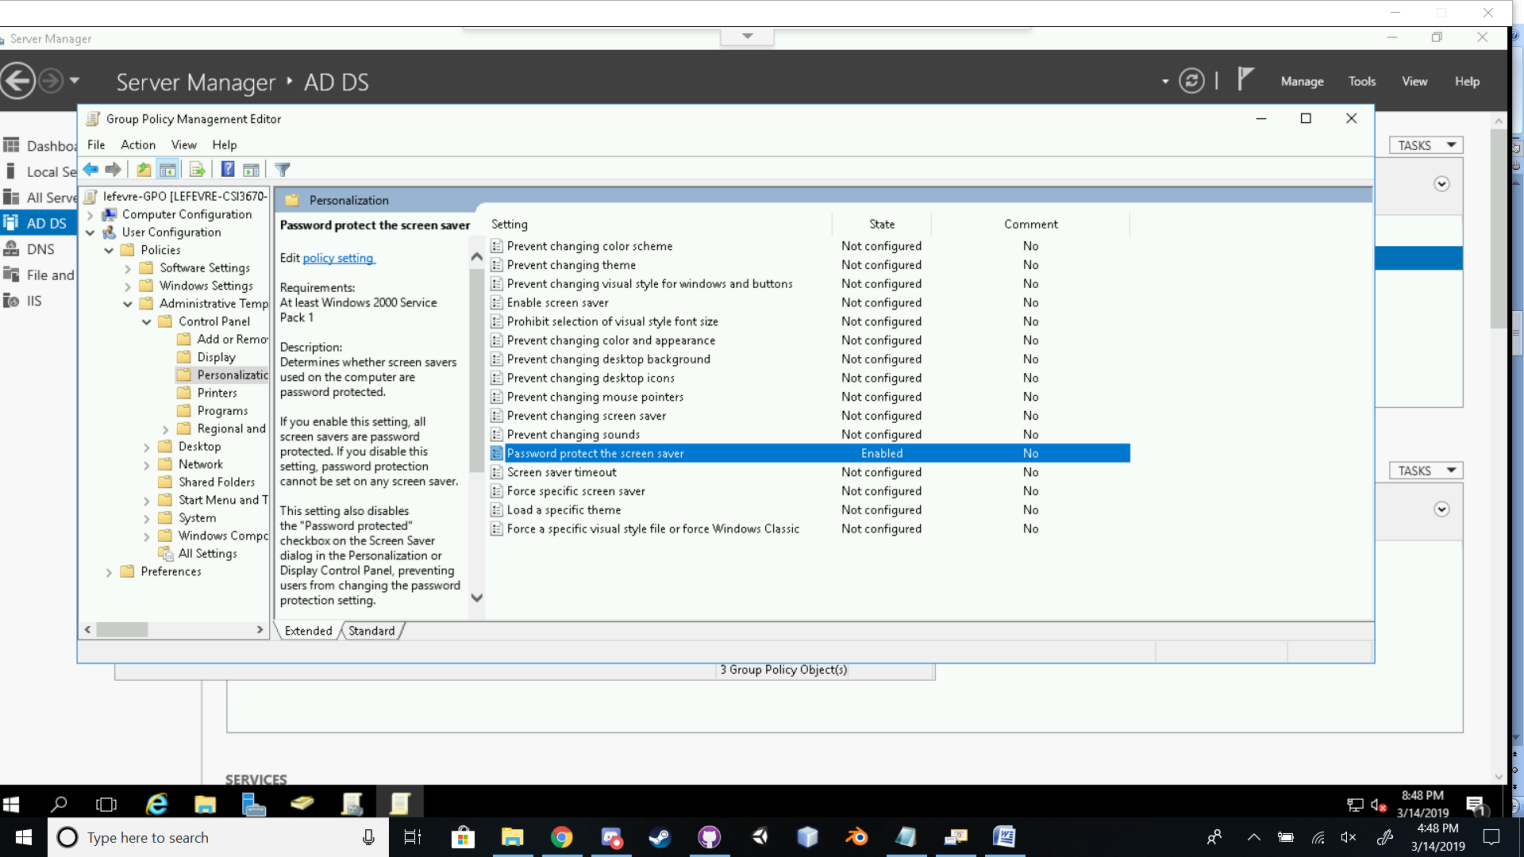 Server Manager
Server Manager • AD DS
Manage Tools View Help
Group Policy Management Editor
File Action View Help
Dashboa
Local Se
All Serve
AD DS
DNS
File and
IIS
lefevre-GPO [LEFEVRE-CSI3670-
Computer Configuration
User Configuration
Policies
Software Settings
Windows Settings
Administrative Temp
Control Panel
Add or Remo
Display
Personalizatic
Printers
Programs
Regional and
Desktop
Network
Shared Folders
Start Menu and T
System
Windows Compo
All Settings
Preferences
Personalization
Password protect the screen saver
Edit policy setting
Requirements:
At least Windows 2000 Service
Pack 1
Description:
Determines whether screen savers
used on the computer are
password protected.
If you enable this setting, all
screen savers are password
protected. If you disable this
setting, password protection
cannot be set on any screen saver.
This setting also disables
the "Password protected"
checkbox on the Screen Saver
dialog in the Personalization or
Display Control Panel, preventing
users from changing the password
protection setting.
Setting State Comment
Prevent changing color scheme Not configured No
Prevent changing theme Not configured No
Prevent changing visual style for windows and buttons Not configured No
Enable screen saver Not configured No
Prohibit selection of visual style font size Not configured No
Prevent changing color and appearance Not configured No
Prevent changing desktop background Not configured No
Prevent changing desktop icons Not configured No
Prevent changing mouse pointers Not configured No
Prevent changing screen saver Not configured No
Prevent changing sounds Not configured No
Password protect the screen saver Enabled No
Screen saver timeout Not configured No
Force specific screen saver Not configured No
Load a specific theme Not configured No
Force a specific visual style file or force Windows Classic Not configured No
Extended Standard
TASKS
TASKS
3 Group Policy Object(s)
SERVICES
8:48 PM
3/14/2019
1
Type here to search
4:48 PM
3/14/2019